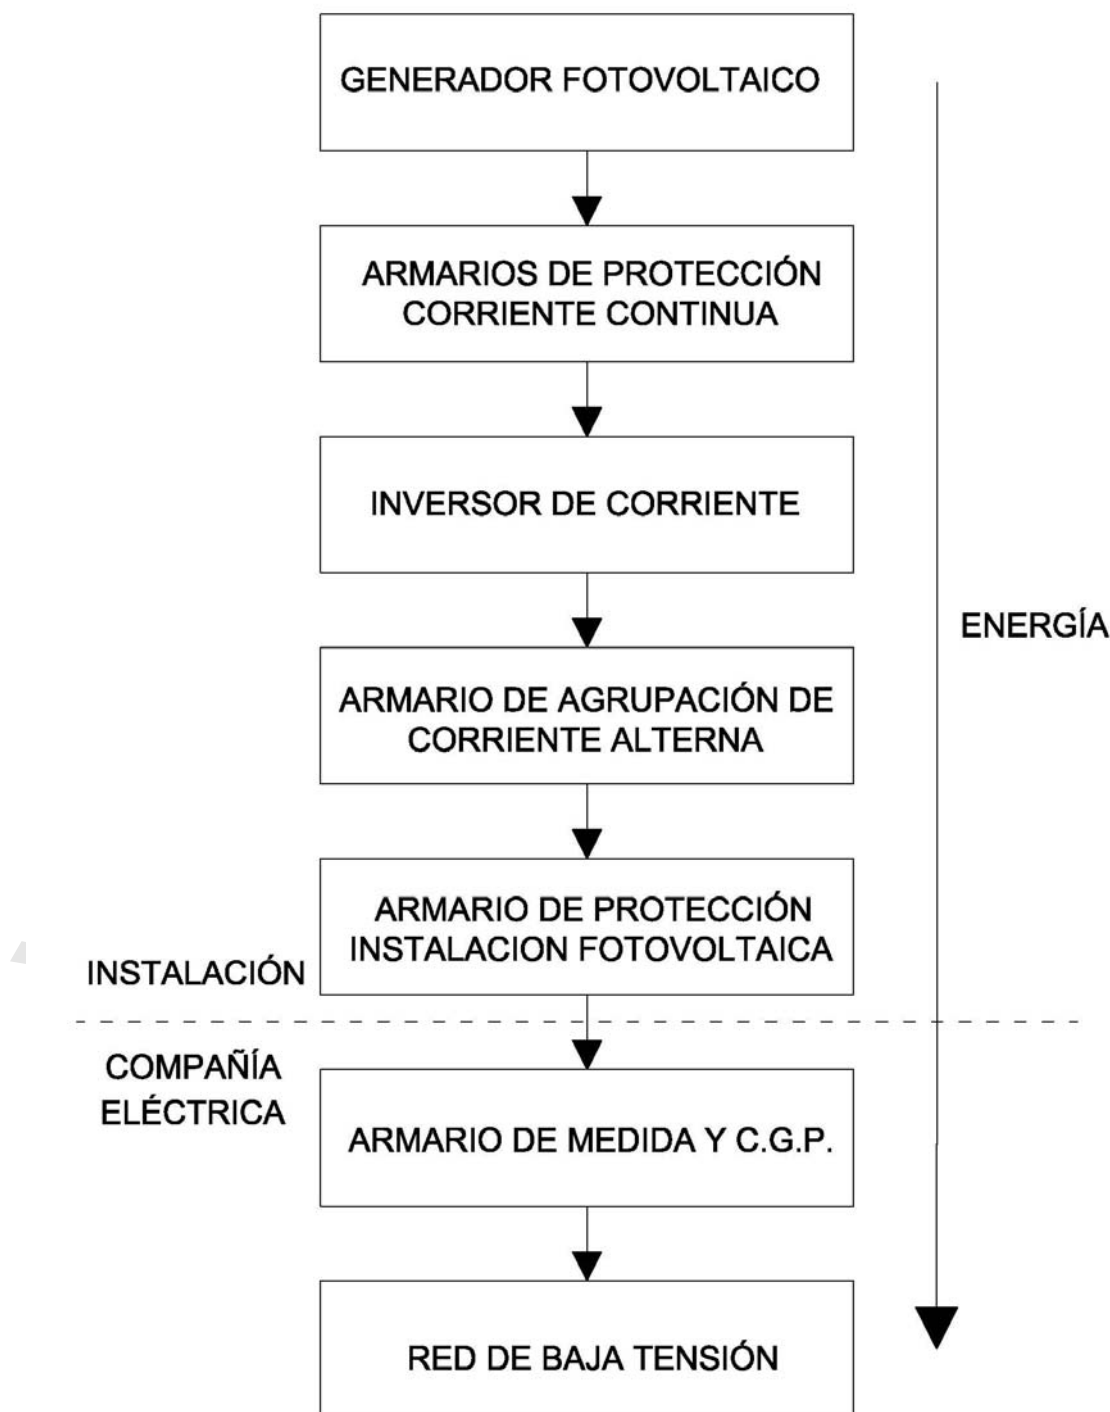 GENERADOR FOTOVOLTAICO
ARMARIOS DE PROTECCIÓN
CORRIENTE CONTINUA
INVERSOR DE CORRIENTE
ENERGÍA
ARMARIO DE AGRUPACIÓN DE
CORRIENTE ALTERNA
ARMARIO DE PROTECCIÓN
INSTALACION FOTOVOLTAICA
INSTALACIÓN
COMPAÑÍA
ELÉCTRICA
ARMARIO DE MEDIDA Y C.G.P.
RED DE BAJA TENSIÓN